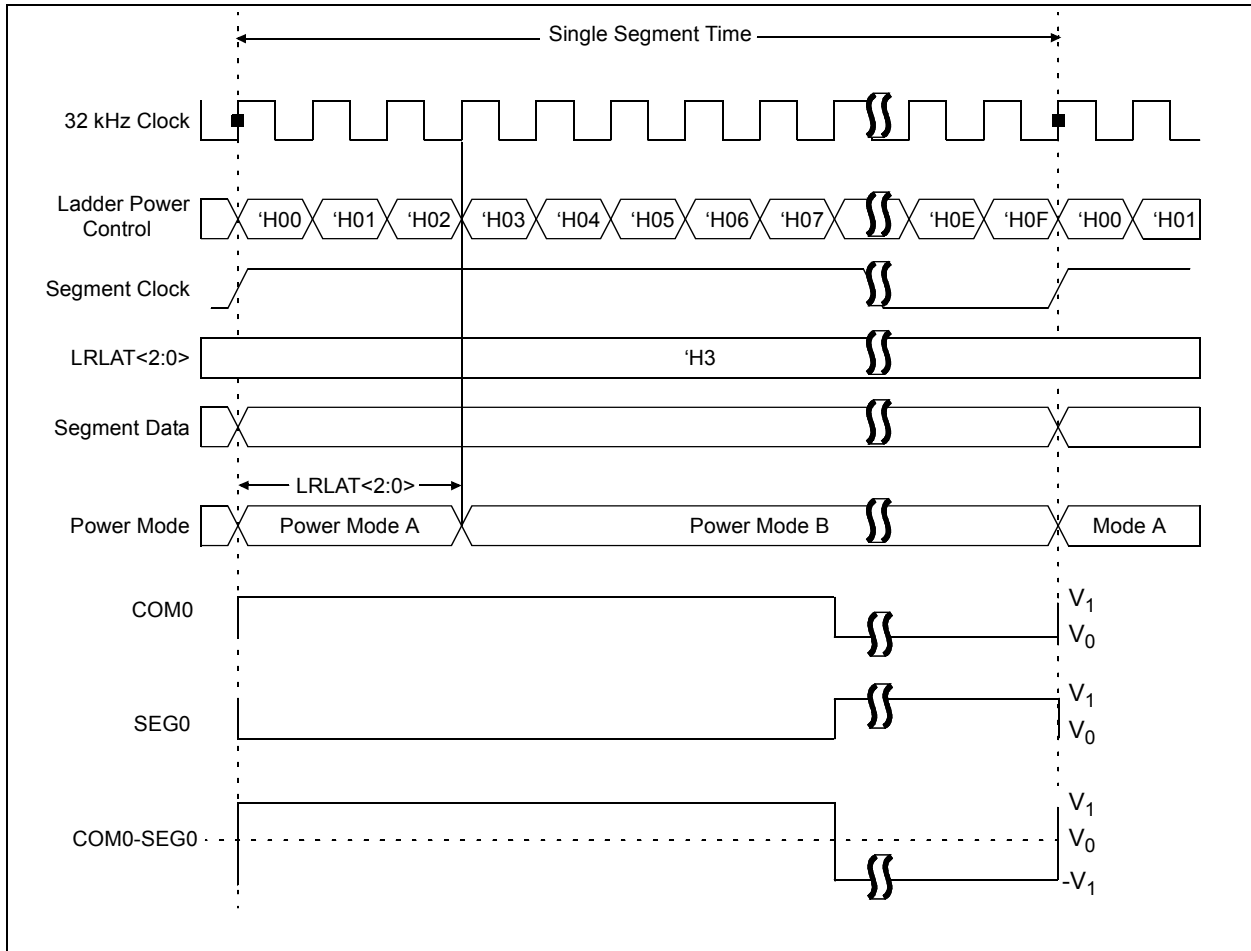 Single Segment Time
32 kHz Clock
Ladder Power
Control
‘H00 ‘H01 ‘H02 ‘H03 ‘H04 ‘H05 ‘H06 ‘H07 ‘H0E ‘H0F ‘H00 ‘H01
Segment Clock
LRLAT<2:0>
‘H3
Segment Data
LRLAT<2:0>
Power Mode
Power Mode A
Power Mode B
Mode A
COM0
V1
V0
SEG0
V1
V0
COM0-SEG0
V1
V0
-V1